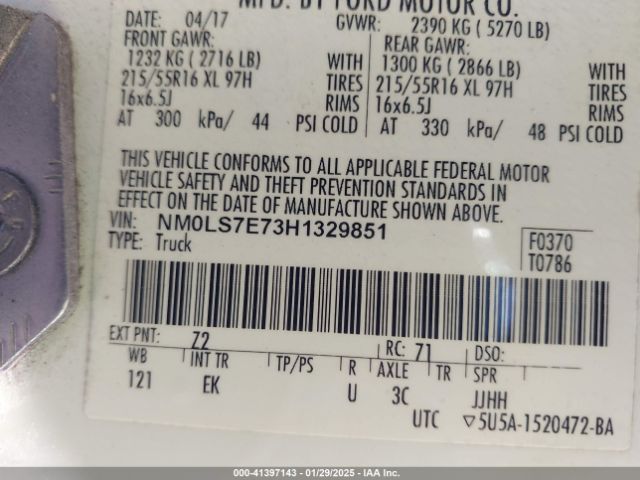 MFD. BY FORD MOTOR CO.
DATE: 04/17 GVWR: 2390 KG ( 5270 LB)
FRONT GAWR: REAR GAWR:
1232 KG ( 2716 LB) WITH 1300 KG ( 2866 LB) WITH
215/55R16 XL 97H TIRES 215/55R16 XL 97H TIRES
16x6.5J RIMS 16x6.5J RIMS
AT 300 kPa/ 44 PSI COLD AT 330 kPa/ 48 PSI COLD
THIS VEHICLE CONFORMS TO ALL APPLICABLE FEDERAL MOTOR
VEHICLE SAFETY AND THEFT PREVENTION STANDARDS IN
EFFECT ON THE DATE OF MANUFACTURE SHOWN ABOVE.
VIN: NM0LS7E73H1329851
TYPE: Truck
F0370
T0786
EXT PNT: 72 RC: 71 DSO:
WB INT TR TP/PS R AXLE TR SPR
121 EK U 3C JJHH
UTC ▽5U5A-1520472-BA
000-41397143 - 01/29/2025 - IAA Inc.